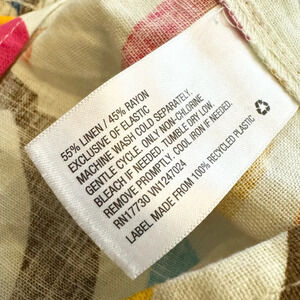 55% LINEN / 45% RAYON
EXCLUSIVE OF ELASTIC
MACHINE WASH COLD SEPARATELY.
GENTLE CYCLE. ONLY NON-CHLORINE
BLEACH IF NEEDED. TUMBLE DRY LOW.
REMOVE PROMPTLY. COOL IRON IF NEEDED.
RN17730 VN1247024
LABEL MADE FROM 100% RECYCLED PLASTIC